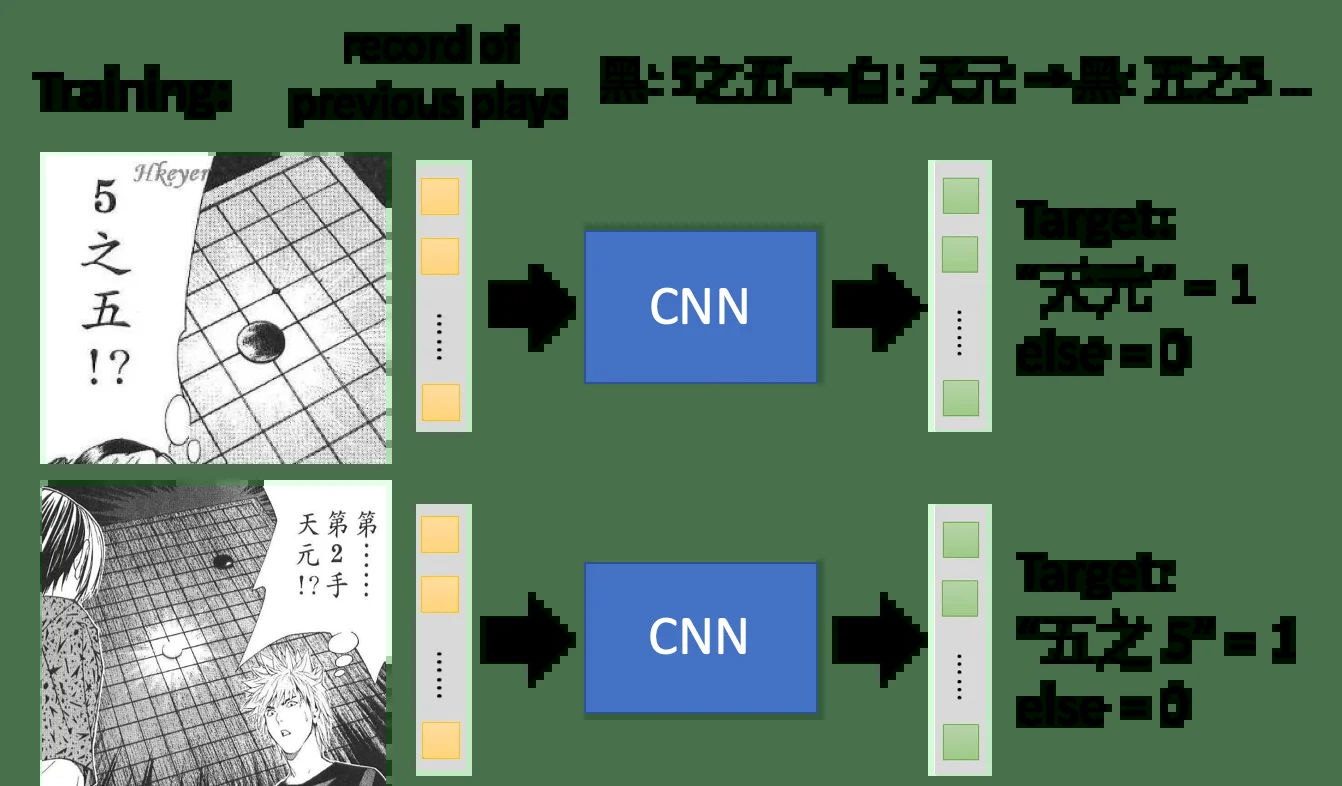 Training:
record of
previous plays
黑: 5之五 → 白: 天元 → 黑: 五之5 ...
Hkeyer
5之五!?
CNN
Target:
"天元" = 1
else = 0
第……
第2手
天元!?
CNN
Target:
"五之 5" = 1
else = 0